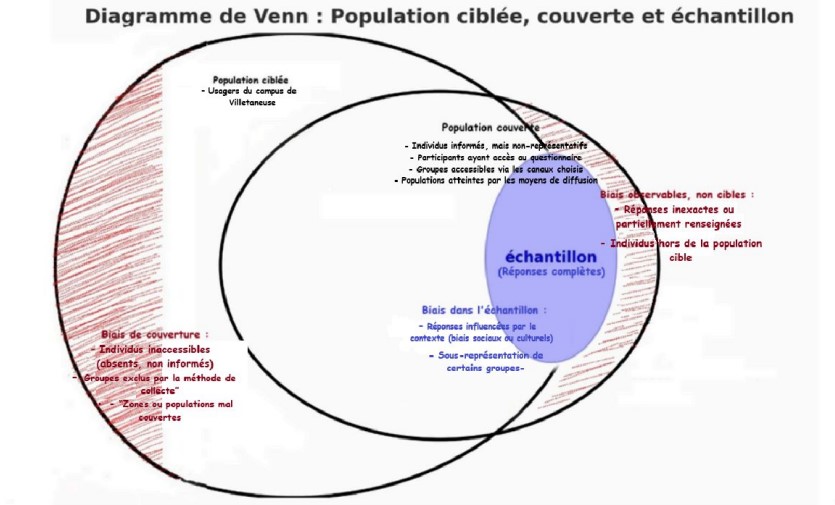 Diagramme de Venn : Population ciblée, couverte et échantillon
Population ciblée
- Usagers du campus de
Villetaneuse
Population couverte
- Individus informés, mais non-représentatifs
- Participants ayant accès au questionnaire
- Groupes accessibles via les canaux choisis
- Populations atteintes par les moyens de diffusion
Biais observables, non cibles :
- Réponses inexactes ou
partiellement renseignées
- Individus hors de la population
cible
échantillon
(Réponses complètes)
Biais dans l'échantillon :
- Réponses influencées par le
contexte (biais sociaux ou culturels)
- Sous-représentation de
certains groupes-
Biais de couverture :
- Individus inaccessibles
(absents, non informés)
- Groupes exclus par la méthode de
collecte"
- "Zones ou populations mal
couvertes